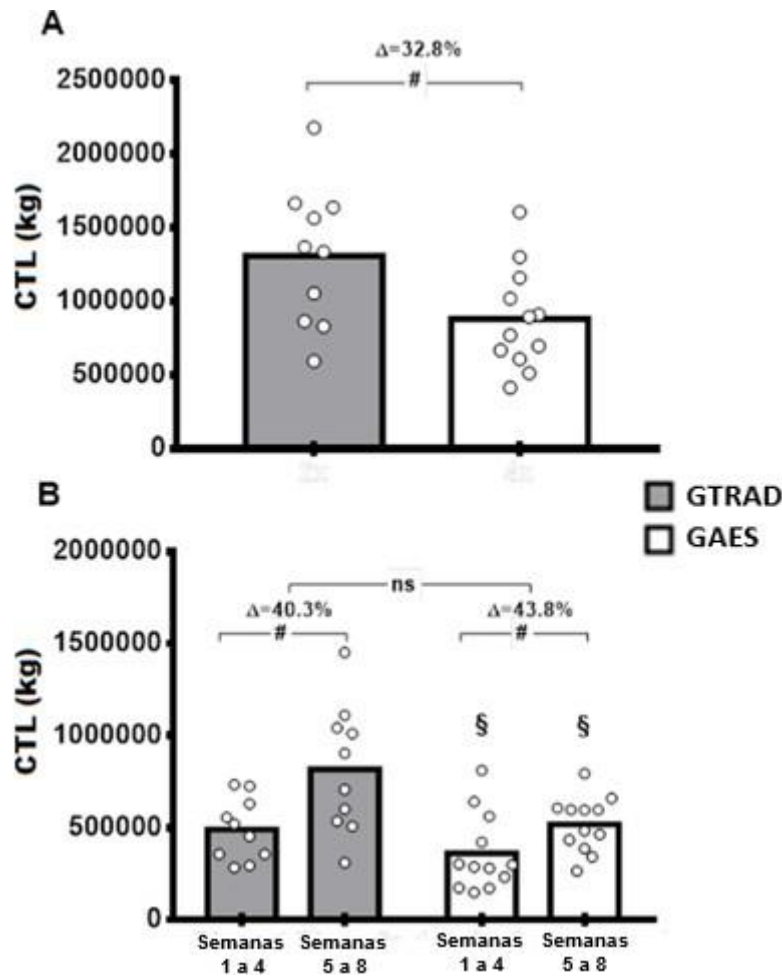 A
Δ=32.8%
#
2500000
2000000
1500000
1000000
500000
0
CTL (kg)
B
GTRAD
GAES
2000000
1500000
1000000
500000
0
CTL (kg)
ns
Δ=40.3%
#
Δ=43.8%
#
§
§
Semanas
1 a 4
Semanas
5 a 8
Semanas
1 a 4
Semanas
5 a 8